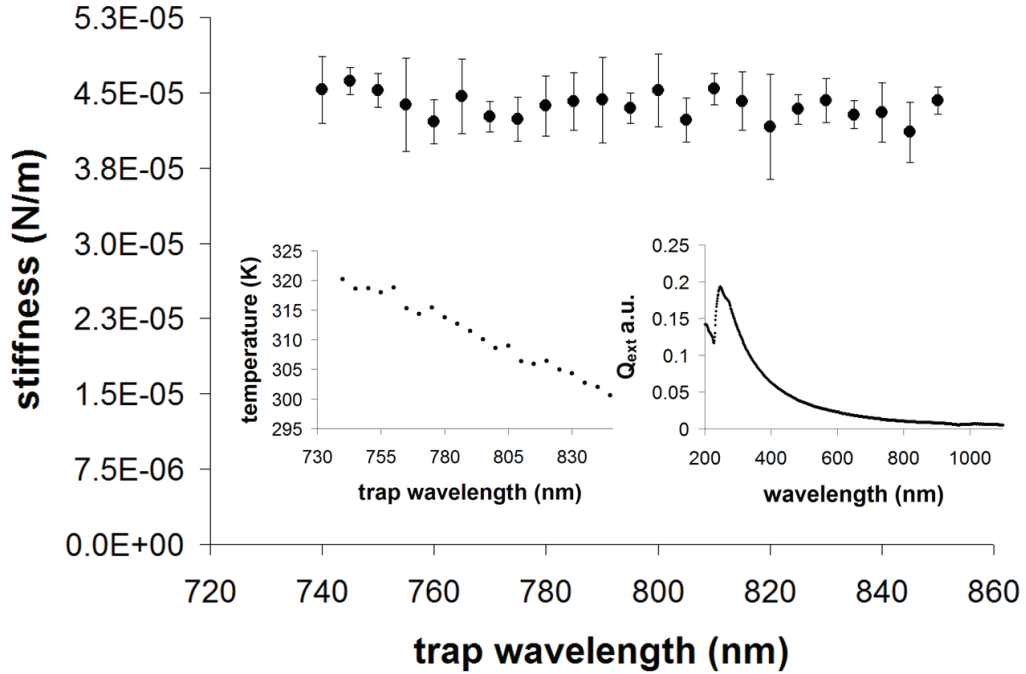 5.3E-05
4.5E-05
3.8E-05
3.0E-05
2.3E-05
1.5E-05
7.5E-06
0.0E+00
stiffness (N/m)
720 740 760 780 800 820 840 860
trap wavelength (nm)
325
320
315
310
305
300
295
temperature (K)
730 755 780 805 830
trap wavelength (nm)
0.25
0.2
0.15
0.1
0.05
0
Qext a.u.
200 400 600 800 1000
wavelength (nm)